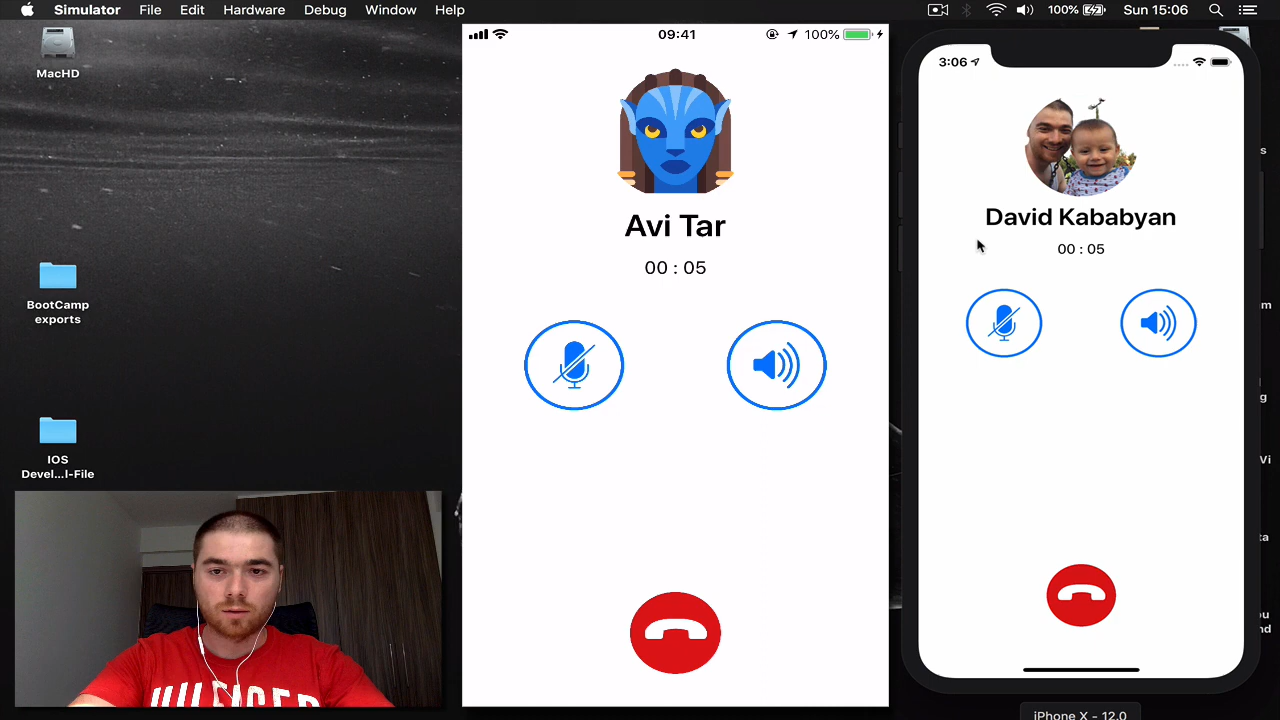 Simulator File Edit Debug Window Help
Hardware
100% Sun 15:06
MacHD
BootCamp
exports
IOS
Devel...l-File
09:41
100%
Avi Tar
00 : 05
3:06
David Kababyan
00 : 05
iPhone X - 12.0